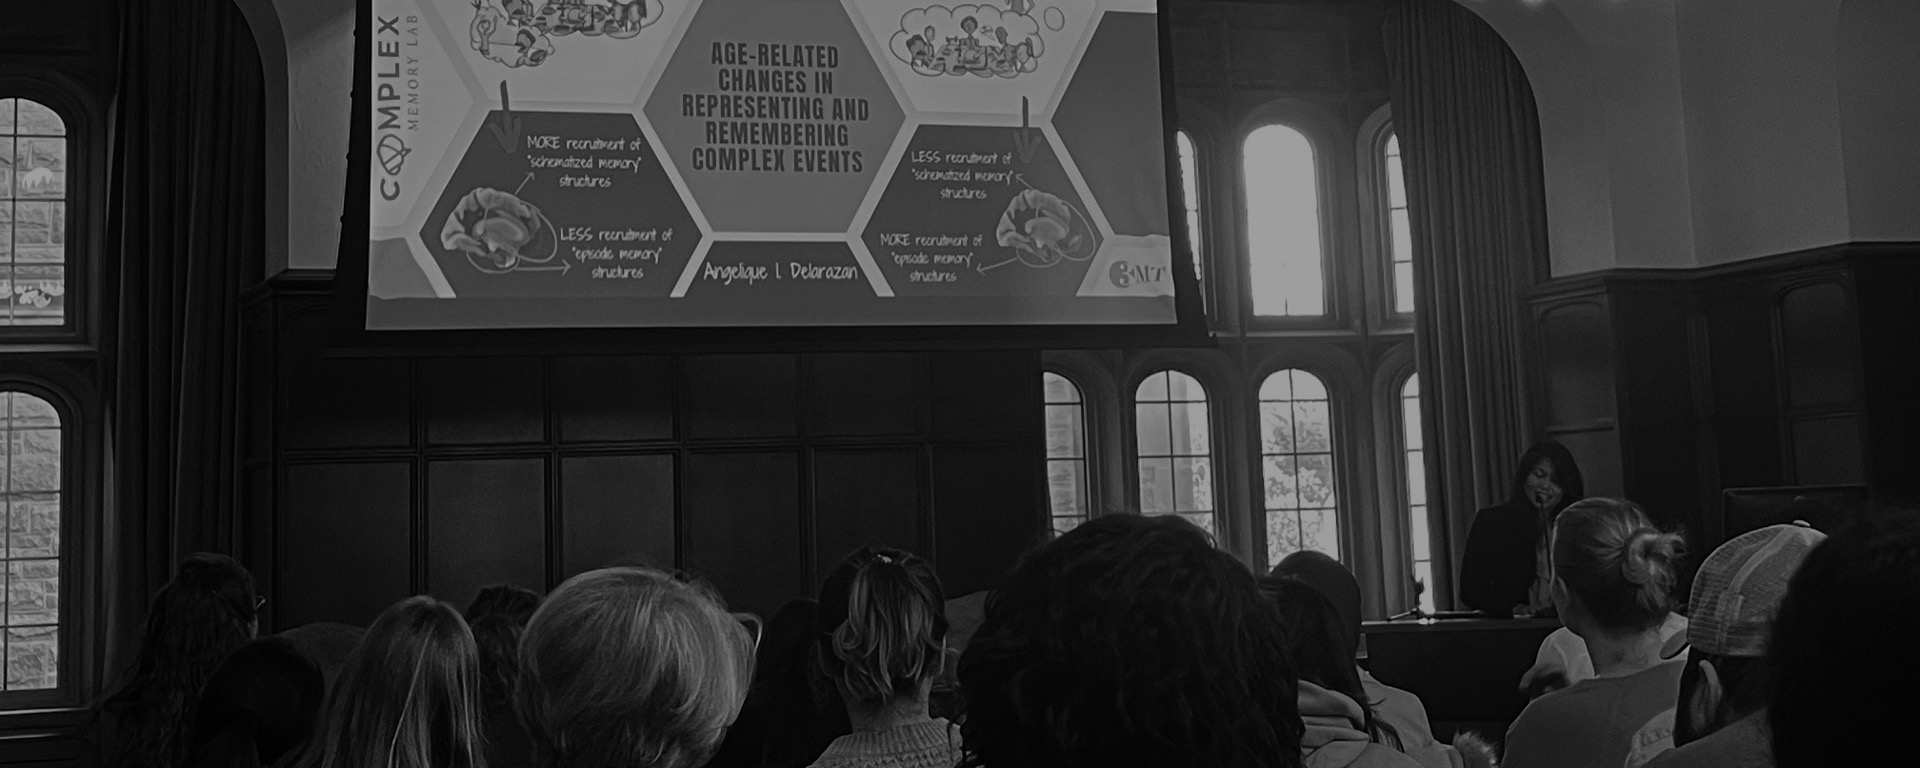 COMPLEX
MEMORY LAB
AGE-RELATED
CHANGES IN
REPRESENTING AND
REMEMBERING
COMPLEX EVENTS
MORE recruitment of
"schematized memory"
structures
LESS recruitment of
"episodic memory"
structures
LESS recruitment of
"schematized memory"
structures
MORE recruitment of
"episodic memory"
structures
Angelique I. Delarazan
3MT